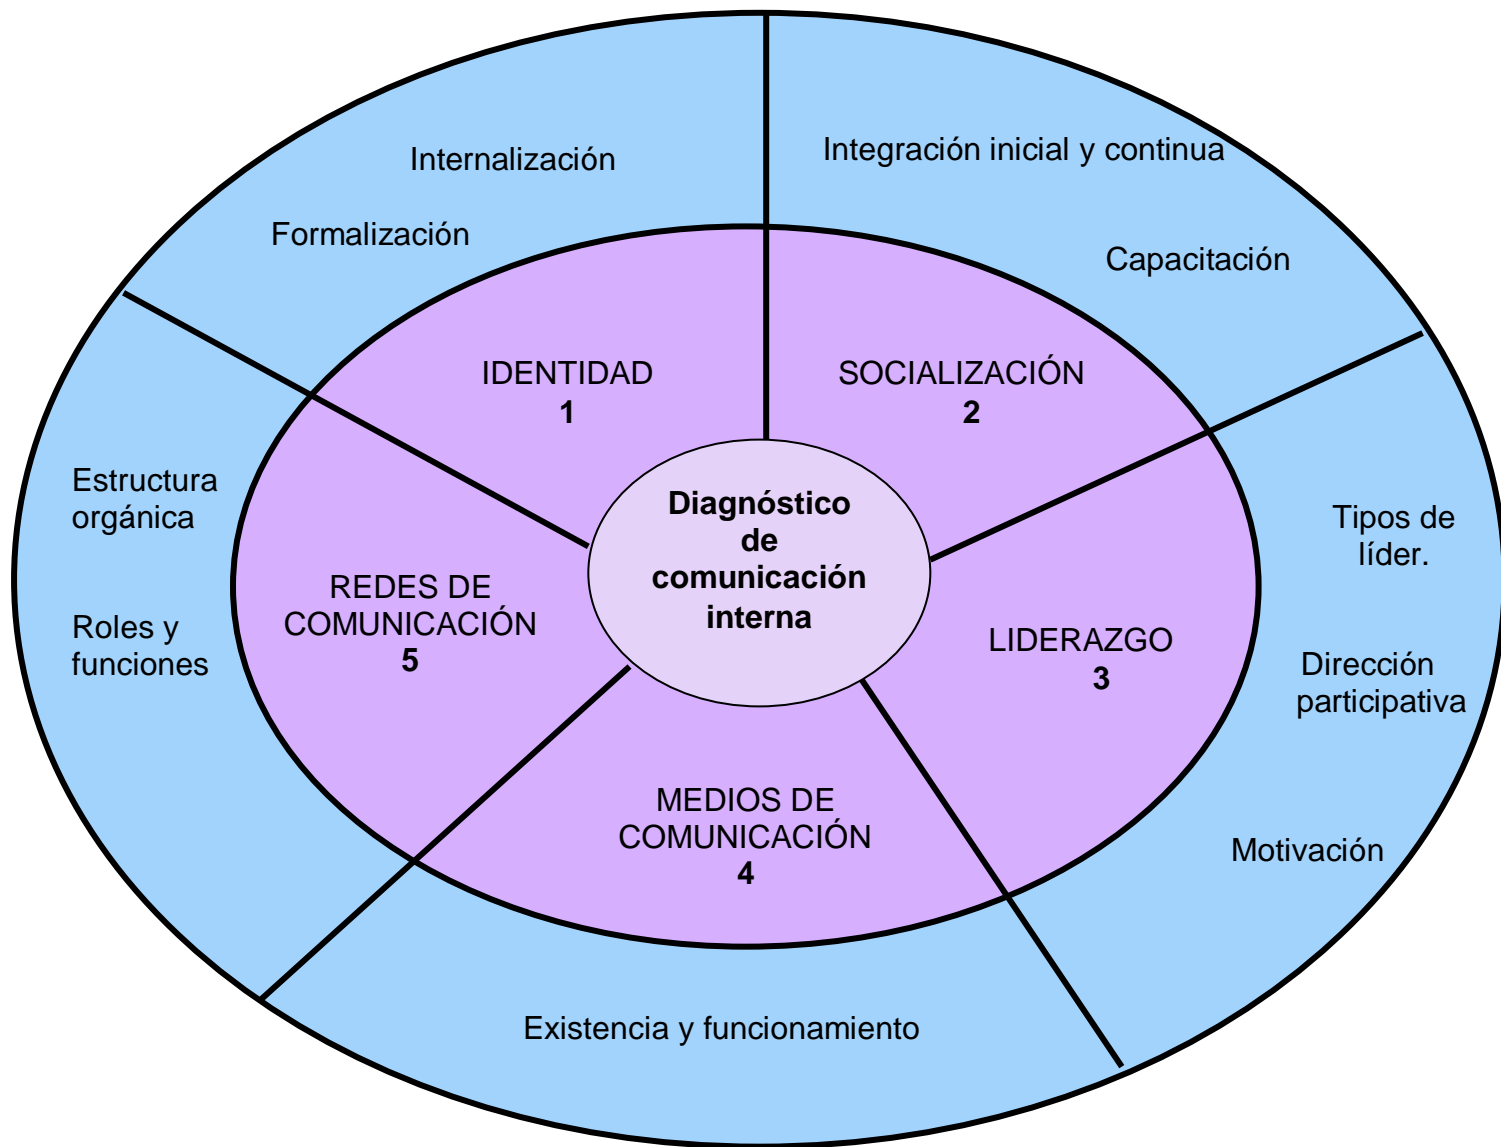 Internalización
Formalización
Integración inicial y continua
Capacitación
IDENTIDAD
1
SOCIALIZACIÓN
2
Diagnóstico
de
comunicación
interna
Estructura
orgánica
Roles y
funciones
REDES DE
COMUNICACIÓN
5
LIDERAZGO
3
Tipos de
líder.
Dirección
participativa
Motivación
MEDIOS DE
COMUNICACIÓN
4
Existencia y funcionamiento